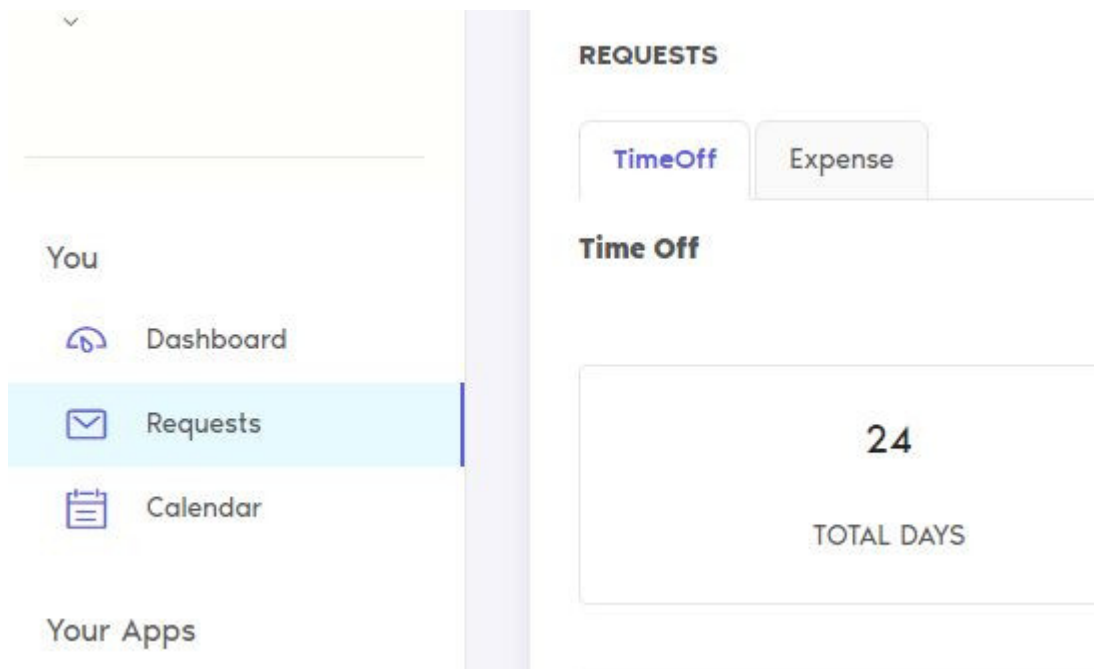 You
Dashboard
Requests
Calendar
Your Apps
REQUESTS
TimeOff
Expense
Time Off
24
TOTAL DAYS